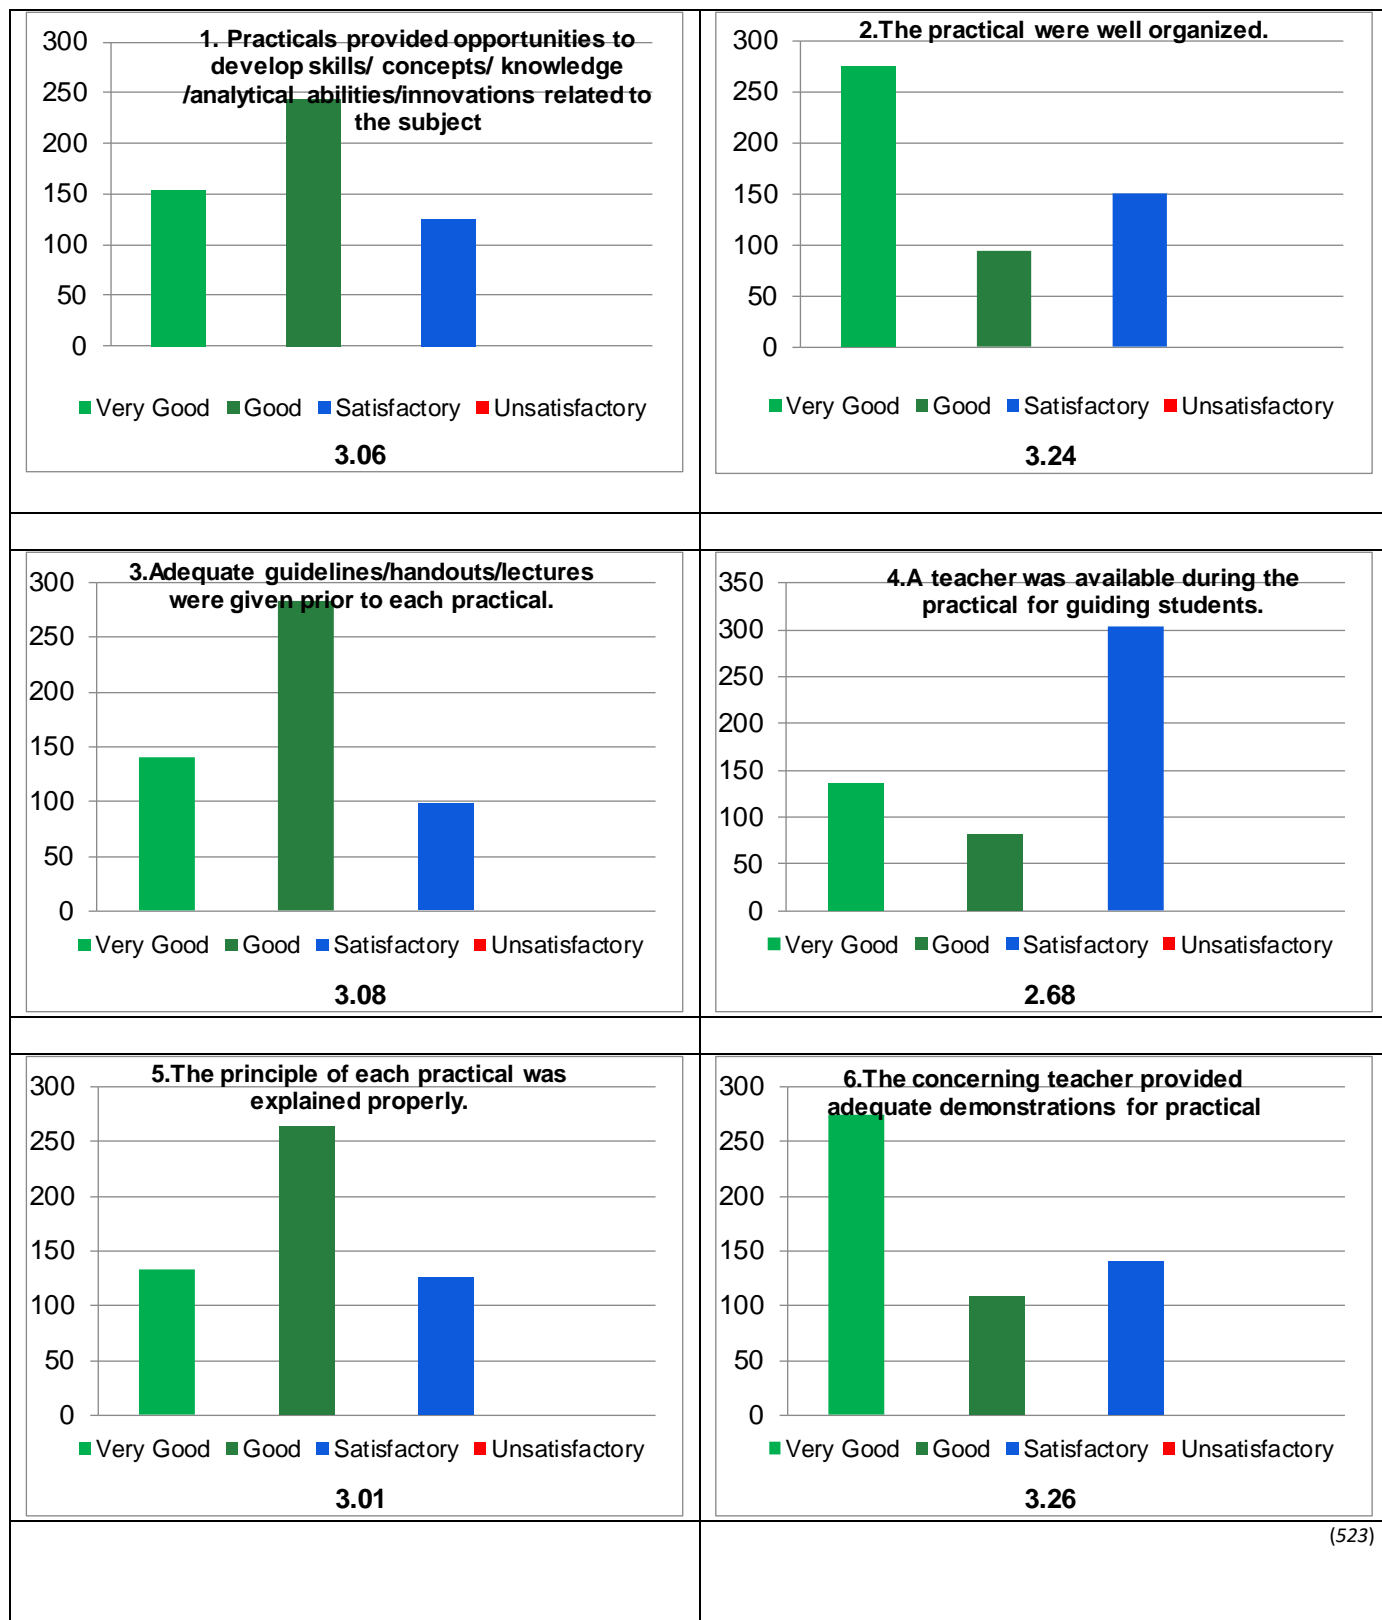 1. Practicals provided opportunities to
develop skills/ concepts/ knowledge
/analytical abilities/innovations related to
the subject
300
250
200
150
100
50
0
Very Good Good Satisfactory Unsatisfactory
3.06
2.The practical were well organized.
300
250
200
150
100
50
0
Very Good Good Satisfactory Unsatisfactory
3.24
3.Adequate guidelines/handouts/lectures
were given prior to each practical.
300
250
200
150
100
50
0
Very Good Good Satisfactory Unsatisfactory
3.08
4.A teacher was available during the
practical for guiding students.
350
300
250
200
150
100
50
0
Very Good Good Satisfactory Unsatisfactory
2.68
5.The principle of each practical was
explained properly.
300
250
200
150
100
50
0
Very Good Good Satisfactory Unsatisfactory
3.01
6.The concerning teacher provided
adequate demonstrations for practical
300
250
200
150
100
50
0
Very Good Good Satisfactory Unsatisfactory
3.26
(523)